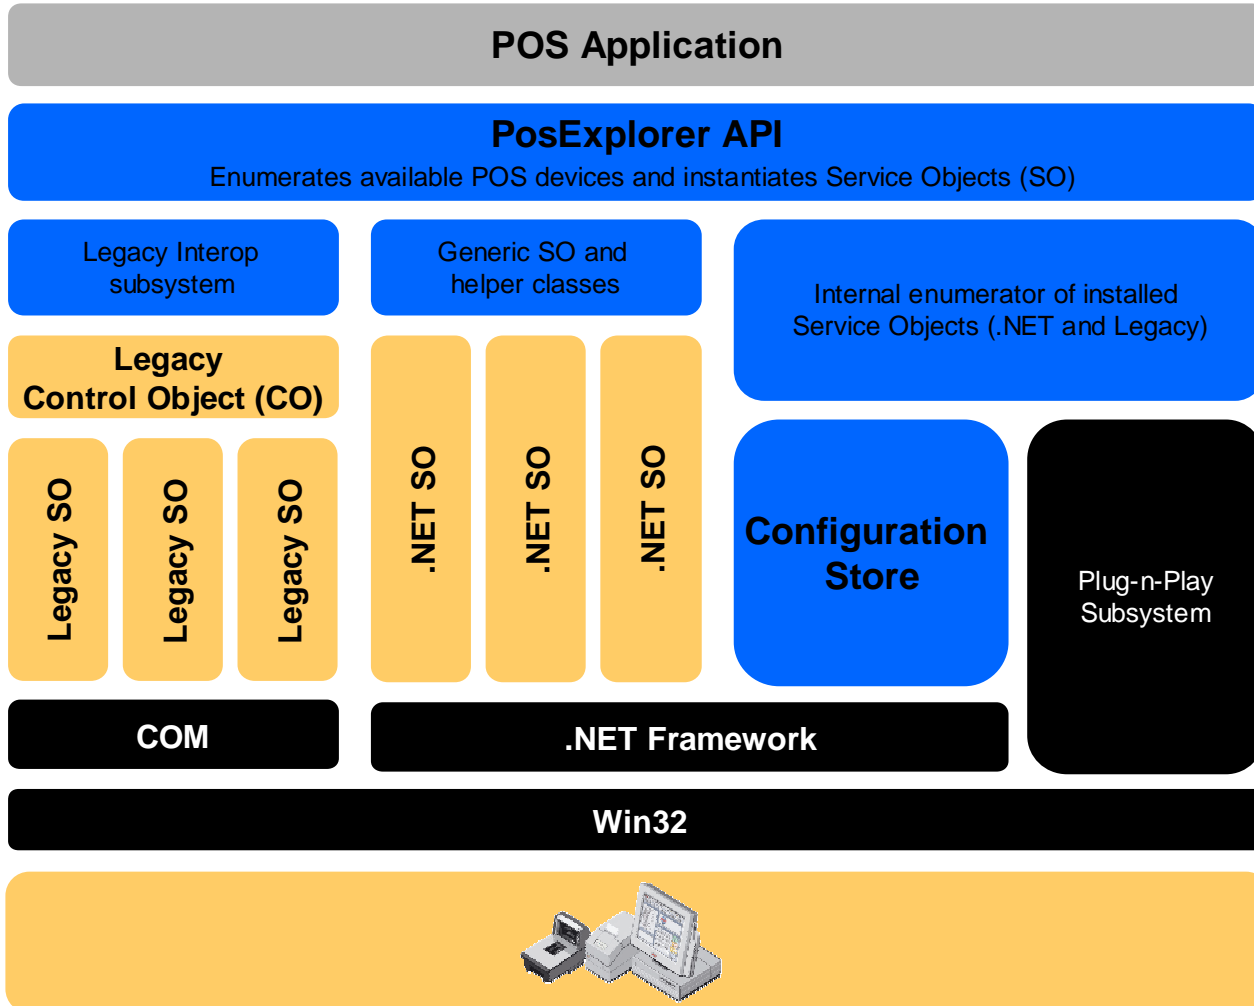 POS Application
PosExplorer API
Enumerates available POS devices and instantiates Service Objects (SO)
Legacy Interop
subsystem
Generic SO and
helper classes
Internal enumerator of installed
Service Objects (.NET and Legacy)
Legacy
Control Object (CO)
Legacy SO
Legacy SO
Legacy SO
.NET SO
.NET SO
.NET SO
Configuration
Store
Plug-n-Play
Subsystem
COM
.NET Framework
Win32